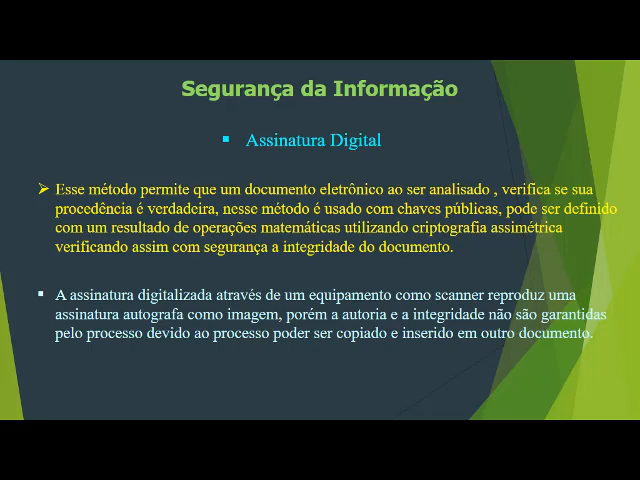 Segurança da Informação
▪ Assinatura Digital
➢ Esse método permite que um documento eletrônico ao ser analisado , verifica se sua
procedência é verdadeira, nesse método é usado com chaves públicas, pode ser definido
com um resultado de operações matemáticas utilizando criptografia assimétrica
verificando assim com segurança a integridade do documento.
▪ A assinatura digitalizada através de um equipamento como scanner reproduz uma
assinatura autografa como imagem, porém a autoria e a integridade não são garantidas
pelo processo devido ao processo poder ser copiado e inserido em outro documento.